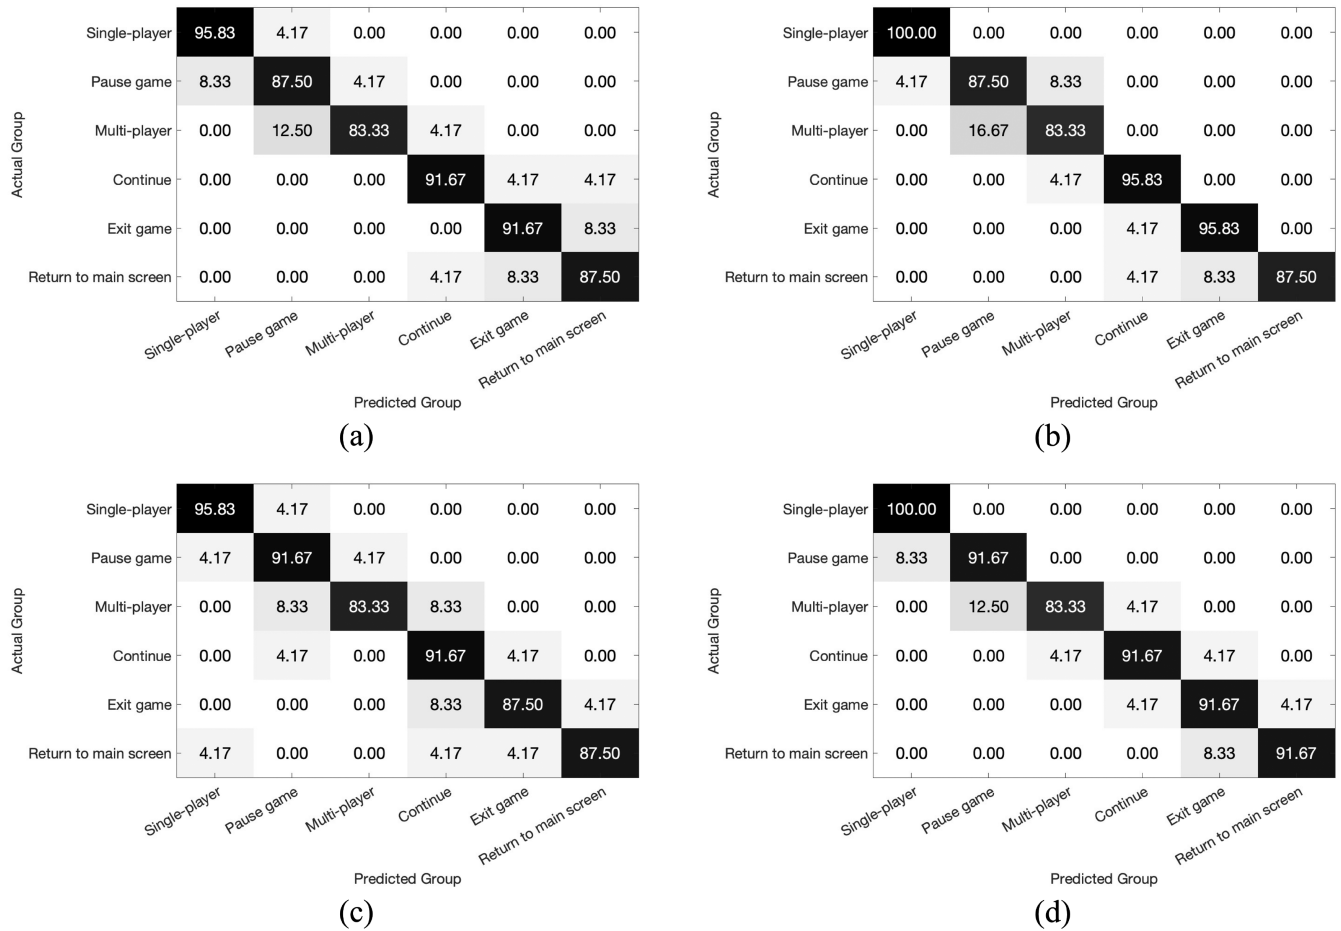 Single-player 95.83 4.17 0.00 0.00 0.00 0.00
Pause game 8.33 87.50 4.17 0.00 0.00 0.00
Multi-player 0.00 12.50 83.33 4.17 0.00 0.00
Continue 0.00 0.00 0.00 91.67 4.17 4.17
Exit game 0.00 0.00 0.00 0.00 91.67 8.33
Return to main screen 0.00 0.00 0.00 4.17 8.33 87.50
Actual Group
Single-player Pause game Multi-player Continue Exit game Return to main screen
Predicted Group
(a)
Single-player 100.00 0.00 0.00 0.00 0.00 0.00
Pause game 4.17 87.50 8.33 0.00 0.00 0.00
Multi-player 0.00 16.67 83.33 0.00 0.00 0.00
Continue 0.00 0.00 4.17 95.83 0.00 0.00
Exit game 0.00 0.00 0.00 4.17 95.83 0.00
Return to main screen 0.00 0.00 0.00 4.17 8.33 87.50
Actual Group
Single-player Pause game Multi-player Continue Exit game Return to main screen
Predicted Group
(b)
Single-player 95.83 4.17 0.00 0.00 0.00 0.00
Pause game 4.17 91.67 4.17 0.00 0.00 0.00
Multi-player 0.00 8.33 83.33 8.33 0.00 0.00
Continue 0.00 4.17 0.00 91.67 4.17 0.00
Exit game 0.00 0.00 0.00 8.33 87.50 4.17
Return to main screen 4.17 0.00 0.00 4.17 4.17 87.50
Actual Group
Single-player Pause game Multi-player Continue Exit game Return to main screen
Predicted Group
(c)
Single-player 100.00 0.00 0.00 0.00 0.00 0.00
Pause game 8.33 91.67 0.00 0.00 0.00 0.00
Multi-player 0.00 12.50 83.33 4.17 0.00 0.00
Continue 0.00 0.00 4.17 91.67 4.17 0.00
Exit game 0.00 0.00 0.00 4.17 91.67 4.17
Return to main screen 0.00 0.00 0.00 0.00 8.33 91.67
Actual Group
Single-player Pause game Multi-player Continue Exit game Return to main screen
Predicted Group
(d)